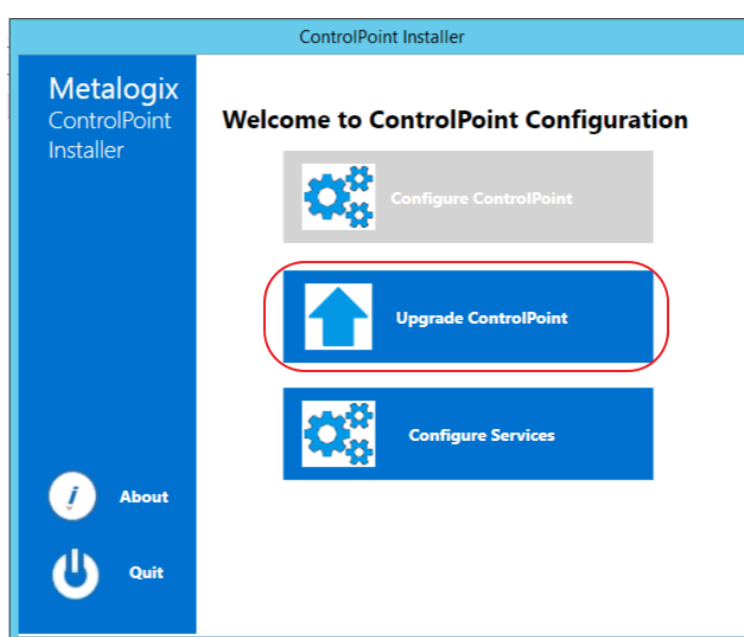 ControlPoint Installer
Metalogix
ControlPoint
Installer
Welcome to ControlPoint Configuration
Configure ControlPoint
Upgrade ControlPoint
Configure Services
About
Quit